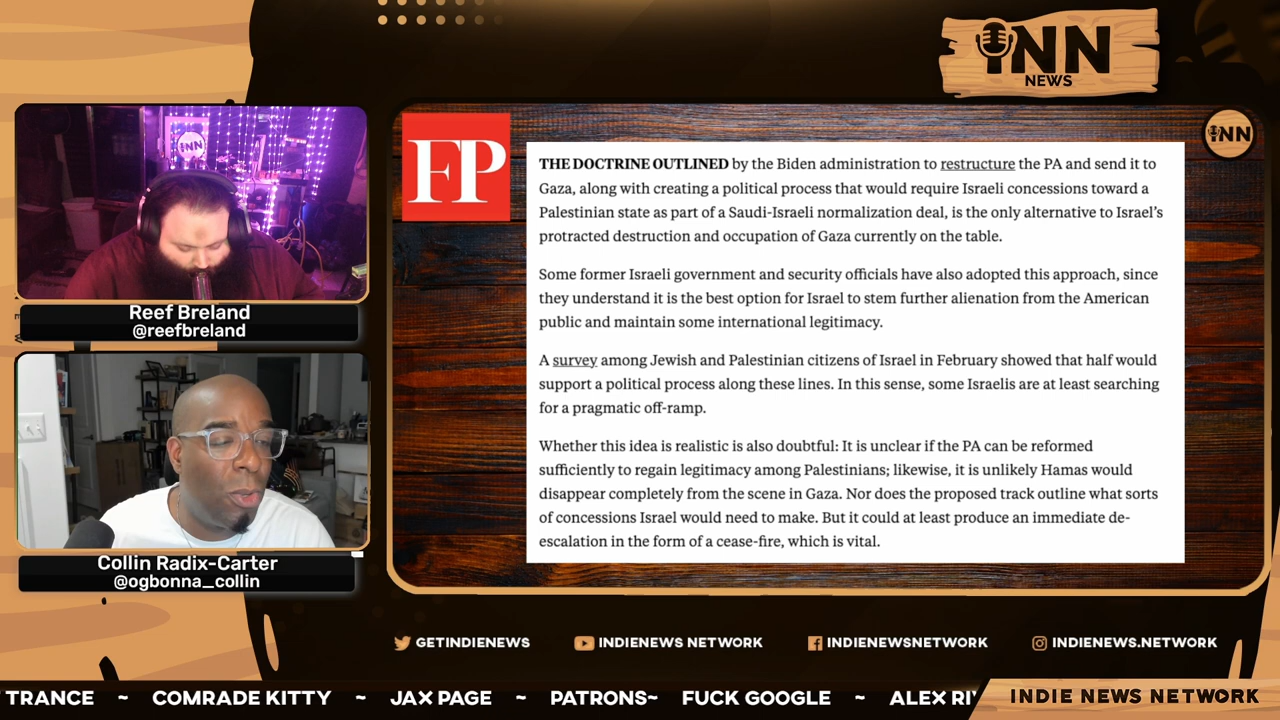 iNN
NEWS
iNN
FP
iNN
THE DOCTRINE OUTLINED by the Biden administration to restructure the PA and send it to
Gaza, along with creating a political process that would require Israeli concessions toward a
Palestinian state as part of a Saudi-Israeli normalization deal, is the only alternative to Israel's
protracted destruction and occupation of Gaza currently on the table.
Some former Israeli government and security officials have also adopted this approach, since
they understand it is the best option for Israel to stem further alienation from the American
public and maintain some international legitimacy.
A survey among Jewish and Palestinian citizens of Israel in February showed that half would
support a political process along these lines. In this sense, some Israelis are at least searching
for a pragmatic off-ramp.
Whether this idea is realistic is also doubtful: It is unclear if the PA can be reformed
sufficiently to regain legitimacy among Palestinians; likewise, it is unlikely Hamas would
disappear completely from the scene in Gaza. Nor does the proposed track outline what sorts
of concessions Israel would need to make. But it could at least produce an immediate de-
escalation in the form of a cease-fire, which is vital.
Reef Breland
@reefbreland
Collin Radix-Carter
@ogbonna_collin
GETINDIENEWS
INDIENEWS NETWORK
INDIENEWSNETWORK
INDIENEWS.NETWORK
TRANCE ~ COMRADE KITTY ~ JAX PAGE ~ PATRONS~ FUCK GOOGLE ~ ALEX RI
INDIE NEWS NETWORK